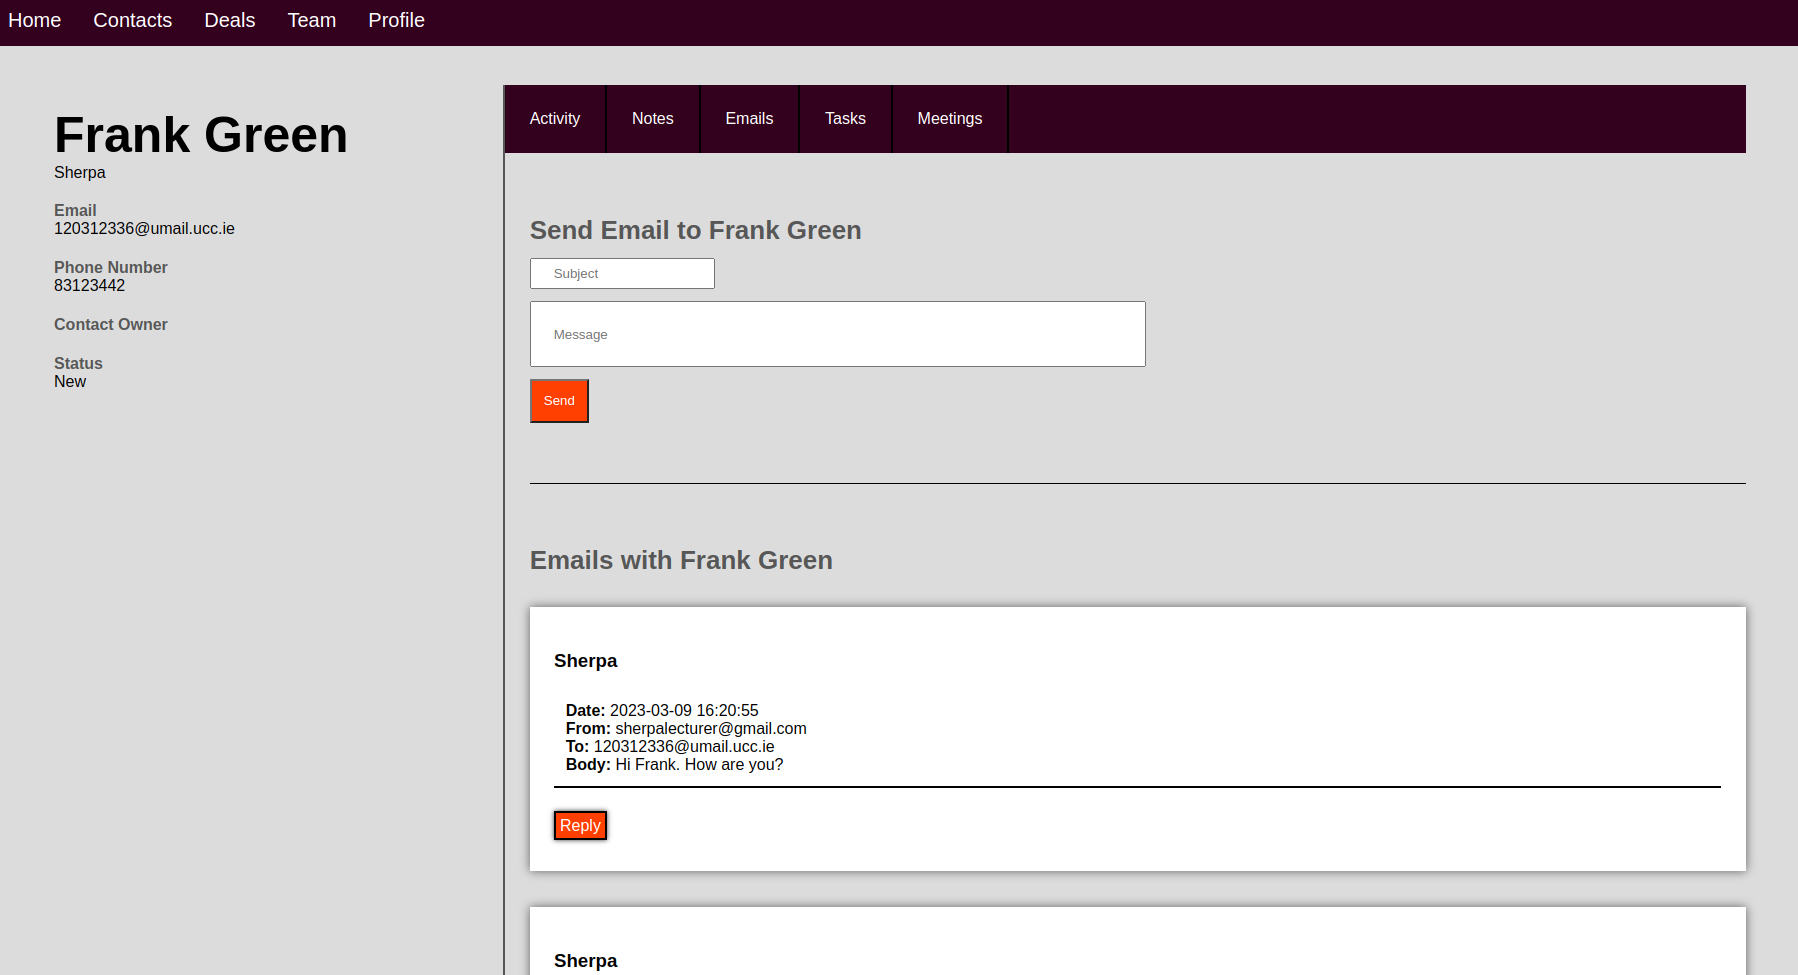 Home Contacts Deals Team Profile
Frank Green
Sherpa
Email
120312336@umail.ucc.ie
Phone Number
83123442
Contact Owner
Status
New
Activity Notes Emails Tasks Meetings
Send Email to Frank Green
Subject
Message
Send
Emails with Frank Green
Sherpa
Date: 2023-03-09 16:20:55
From: sherpalecturer@gmail.com
To: 120312336@umail.ucc.ie
Body: Hi Frank. How are you?
Reply
Sherpa